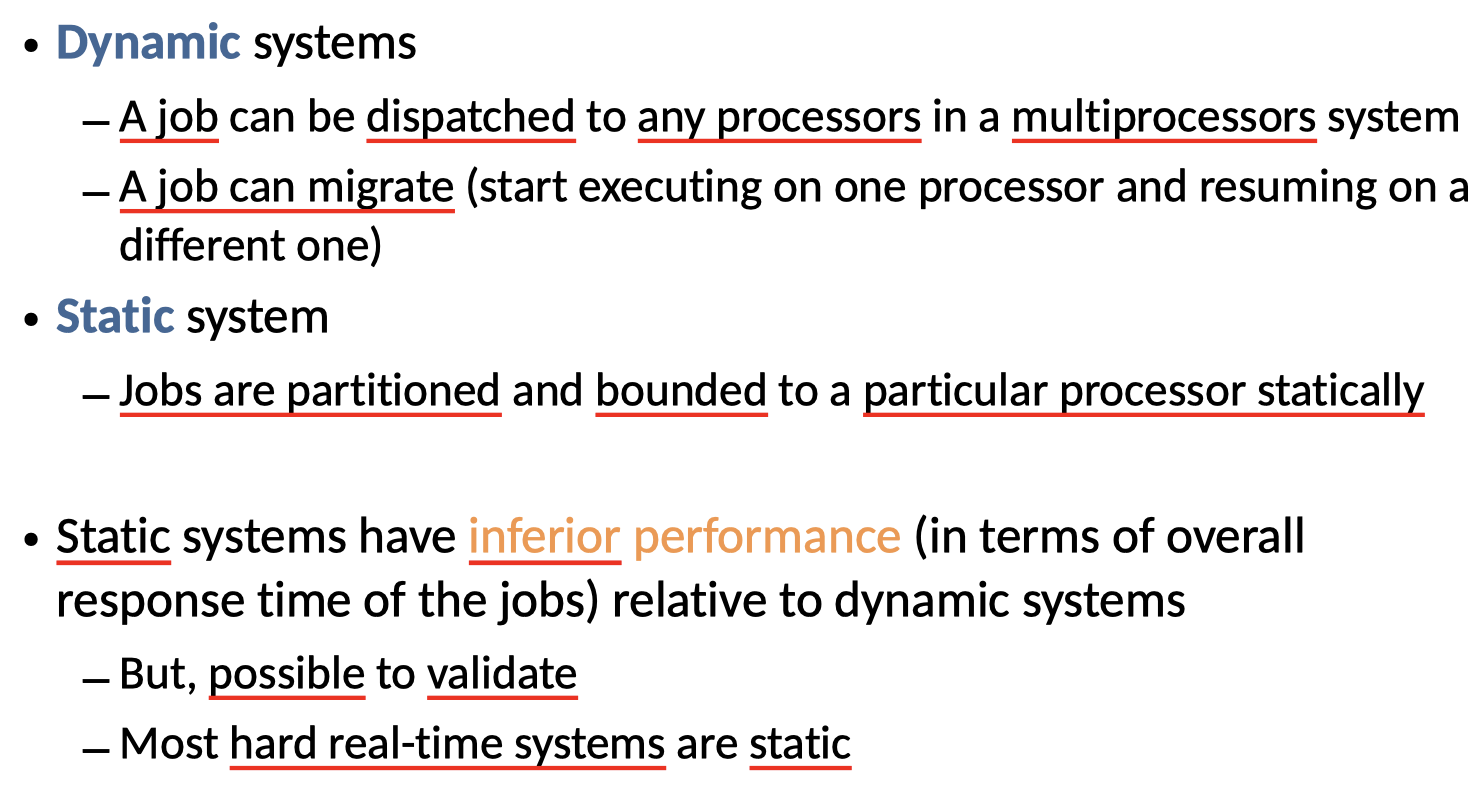 • Dynamic systems
– A job can be dispatched to any processors in a multiprocessors system
– A job can migrate (start executing on one processor and resuming on a
different one)
• Static system
– Jobs are partitioned and bounded to a particular processor statically
• Static systems have inferior performance (in terms of overall
response time of the jobs) relative to dynamic systems
– But, possible to validate
– Most hard real-time systems are static